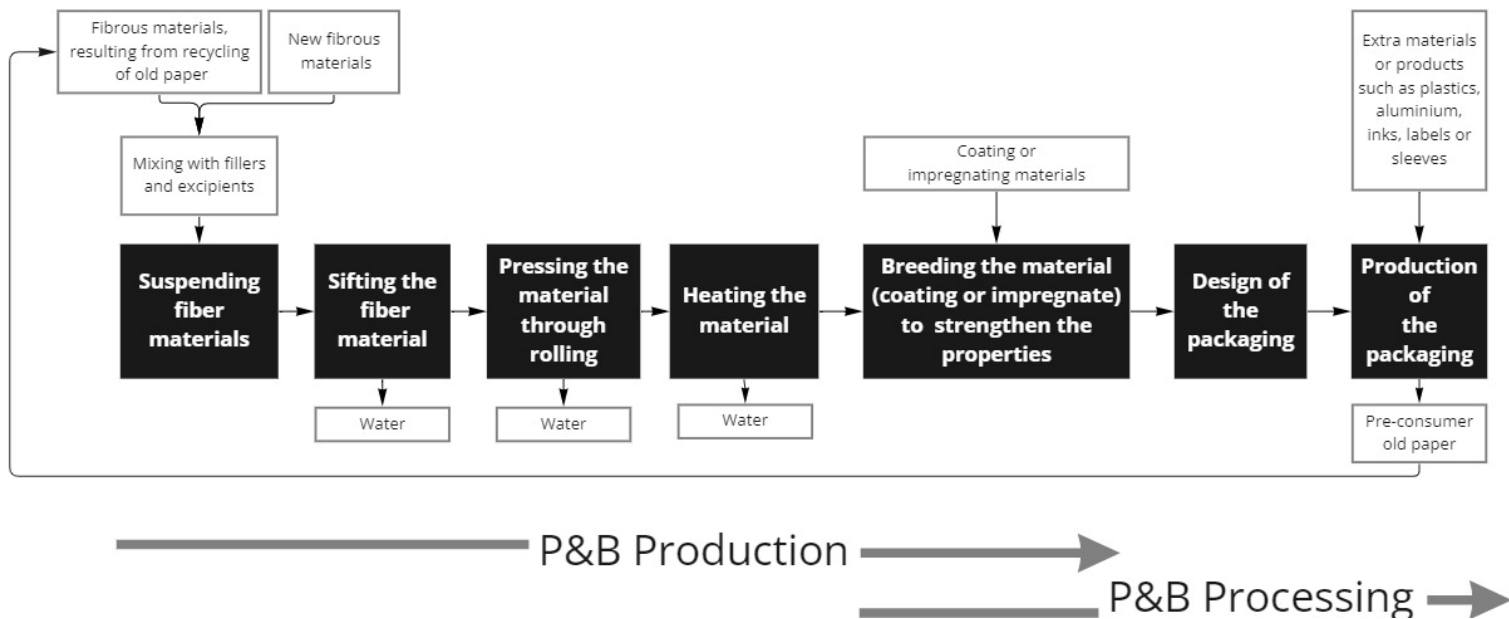 Fibrous materials,
resulting from recycling
of old paper
New fibrous
materials
Extra materials
or products
such as plastics,
aluminium,
inks, labels or
sleeves
Mixing with fillers
and excipients
Coating or
impregnating materials
Suspending
fiber
materials
Sifting the
fiber
material
Pressing the
material
through
rolling
Heating the
material
Breeding the material
(coating or impregnate)
to strengthen the
properties
Design of
the
packaging
Production
of
the
packaging
Water
Water
Water
Pre-consumer
old paper
P&B Production
P&B Processing